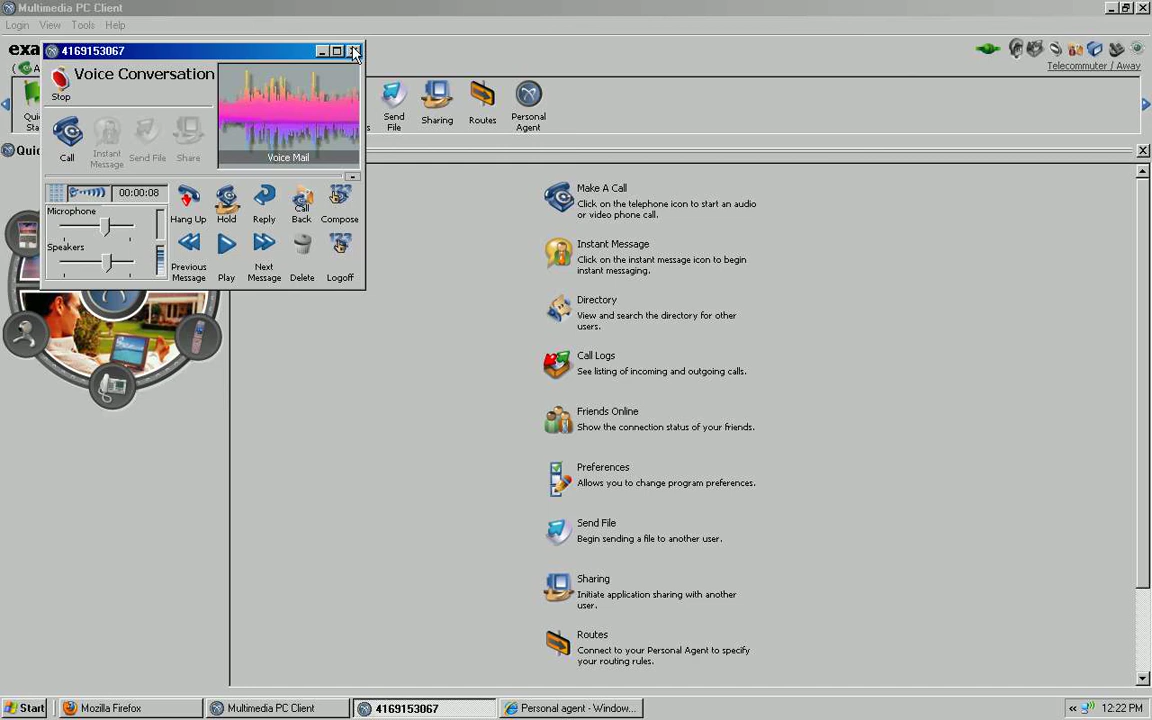 Multimedia PC Client
Login View Tools Help
exa
4169153067
Voice Conversation
Stop
Voice Mail
Call
Instant
Message
Send File
Share
00:00:08
Microphone
Speakers
Hang Up
Hold
Reply
Call
Back
Compose
Previous
Message
Play
Next
Message
Delete
Logoff
Telecommuter / Away
Send
File
Sharing
Routes
Personal
Agent
Make A Call
Click on the telephone icon to start an audio
or video phone call.
Instant Message
Click on the instant message icon to begin
instant messaging.
Directory
View and search the directory for other
users.
Call Logs
See listing of incoming and outgoing calls.
Friends Online
Show the connection status of your friends.
Preferences
Allows you to change program preferences.
Send File
Begin sending a file to another user.
Sharing
Initiate application sharing with another
user.
Routes
Connect to your Personal Agent to specify
your routing rules.
Start
Mozilla Firefox
Multimedia PC Client
4169153067
Personal agent - Window...
12:22 PM